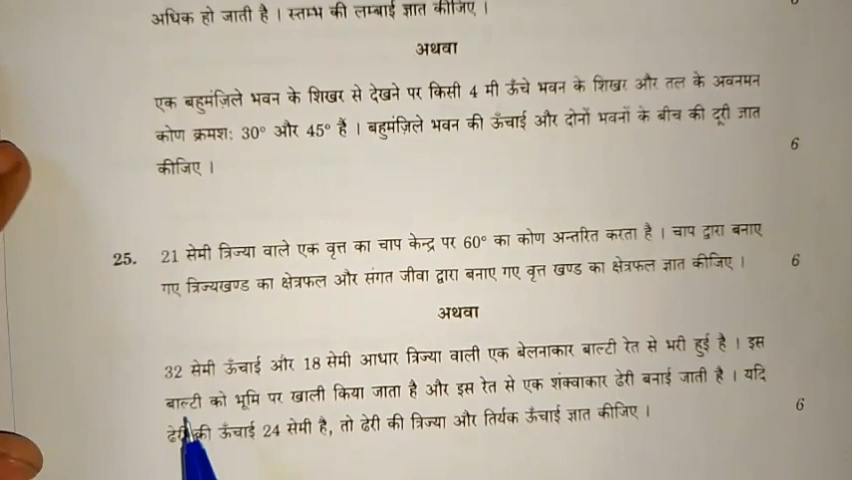 अधिक हो जाती है । स्तम्भ की लम्बाई ज्ञात कीजिए ।
अथवा
एक बहुमंज़िले भवन के शिखर से देखने पर किसी 4 मी ऊँचे भवन के शिखर और तल के अवनमन
कोण क्रमश: 30° और 45° हैं । बहुमंज़िले भवन की ऊँचाई और दोनों भवनों के बीच की दूरी ज्ञात
कीजिए । 6
25. 21 सेमी त्रिज्या वाले एक वृत्त का चाप केन्द्र पर 60° का कोण अन्तरित करता है । चाप द्वारा बनाए
गए त्रिज्यखण्ड का क्षेत्रफल और संगत जीवा द्वारा बनाए गए वृत्त खण्ड का क्षेत्रफल ज्ञात कीजिए । 6
अथवा
32 सेमी ऊँचाई और 18 सेमी आधार त्रिज्या वाली एक बेलनाकार बाल्टी रेत से भरी हुई है । इस
बाल्टी को भूमि पर खाली किया जाता है और इस रेत से एक शंक्वाकार ढेरी बनाई जाती है । यदि
ढेरी की ऊँचाई 24 सेमी है, तो ढेरी की त्रिज्या और तिर्यक ऊँचाई ज्ञात कीजिए । 6